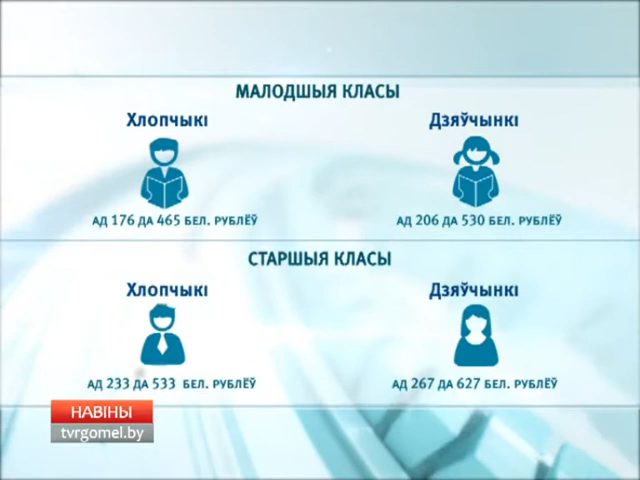 МАЛОДШЫЯ КЛАСЫ
Хлопчыкі
Дзяўчынкі
АД 176 ДА 465 БЕЛ. РУБЛЁЎ
АД 206 ДА 530 БЕЛ. РУБЛЁЎ
СТАРШЫЯ КЛАСЫ
Хлопчыкі
Дзяўчынкі
АД 233 ДА 533 БЕЛ. РУБЛЁЎ
АД 267 ДА 627 БЕЛ. РУБЛЁЎ
НАВІНЫ
tvrgomel.by